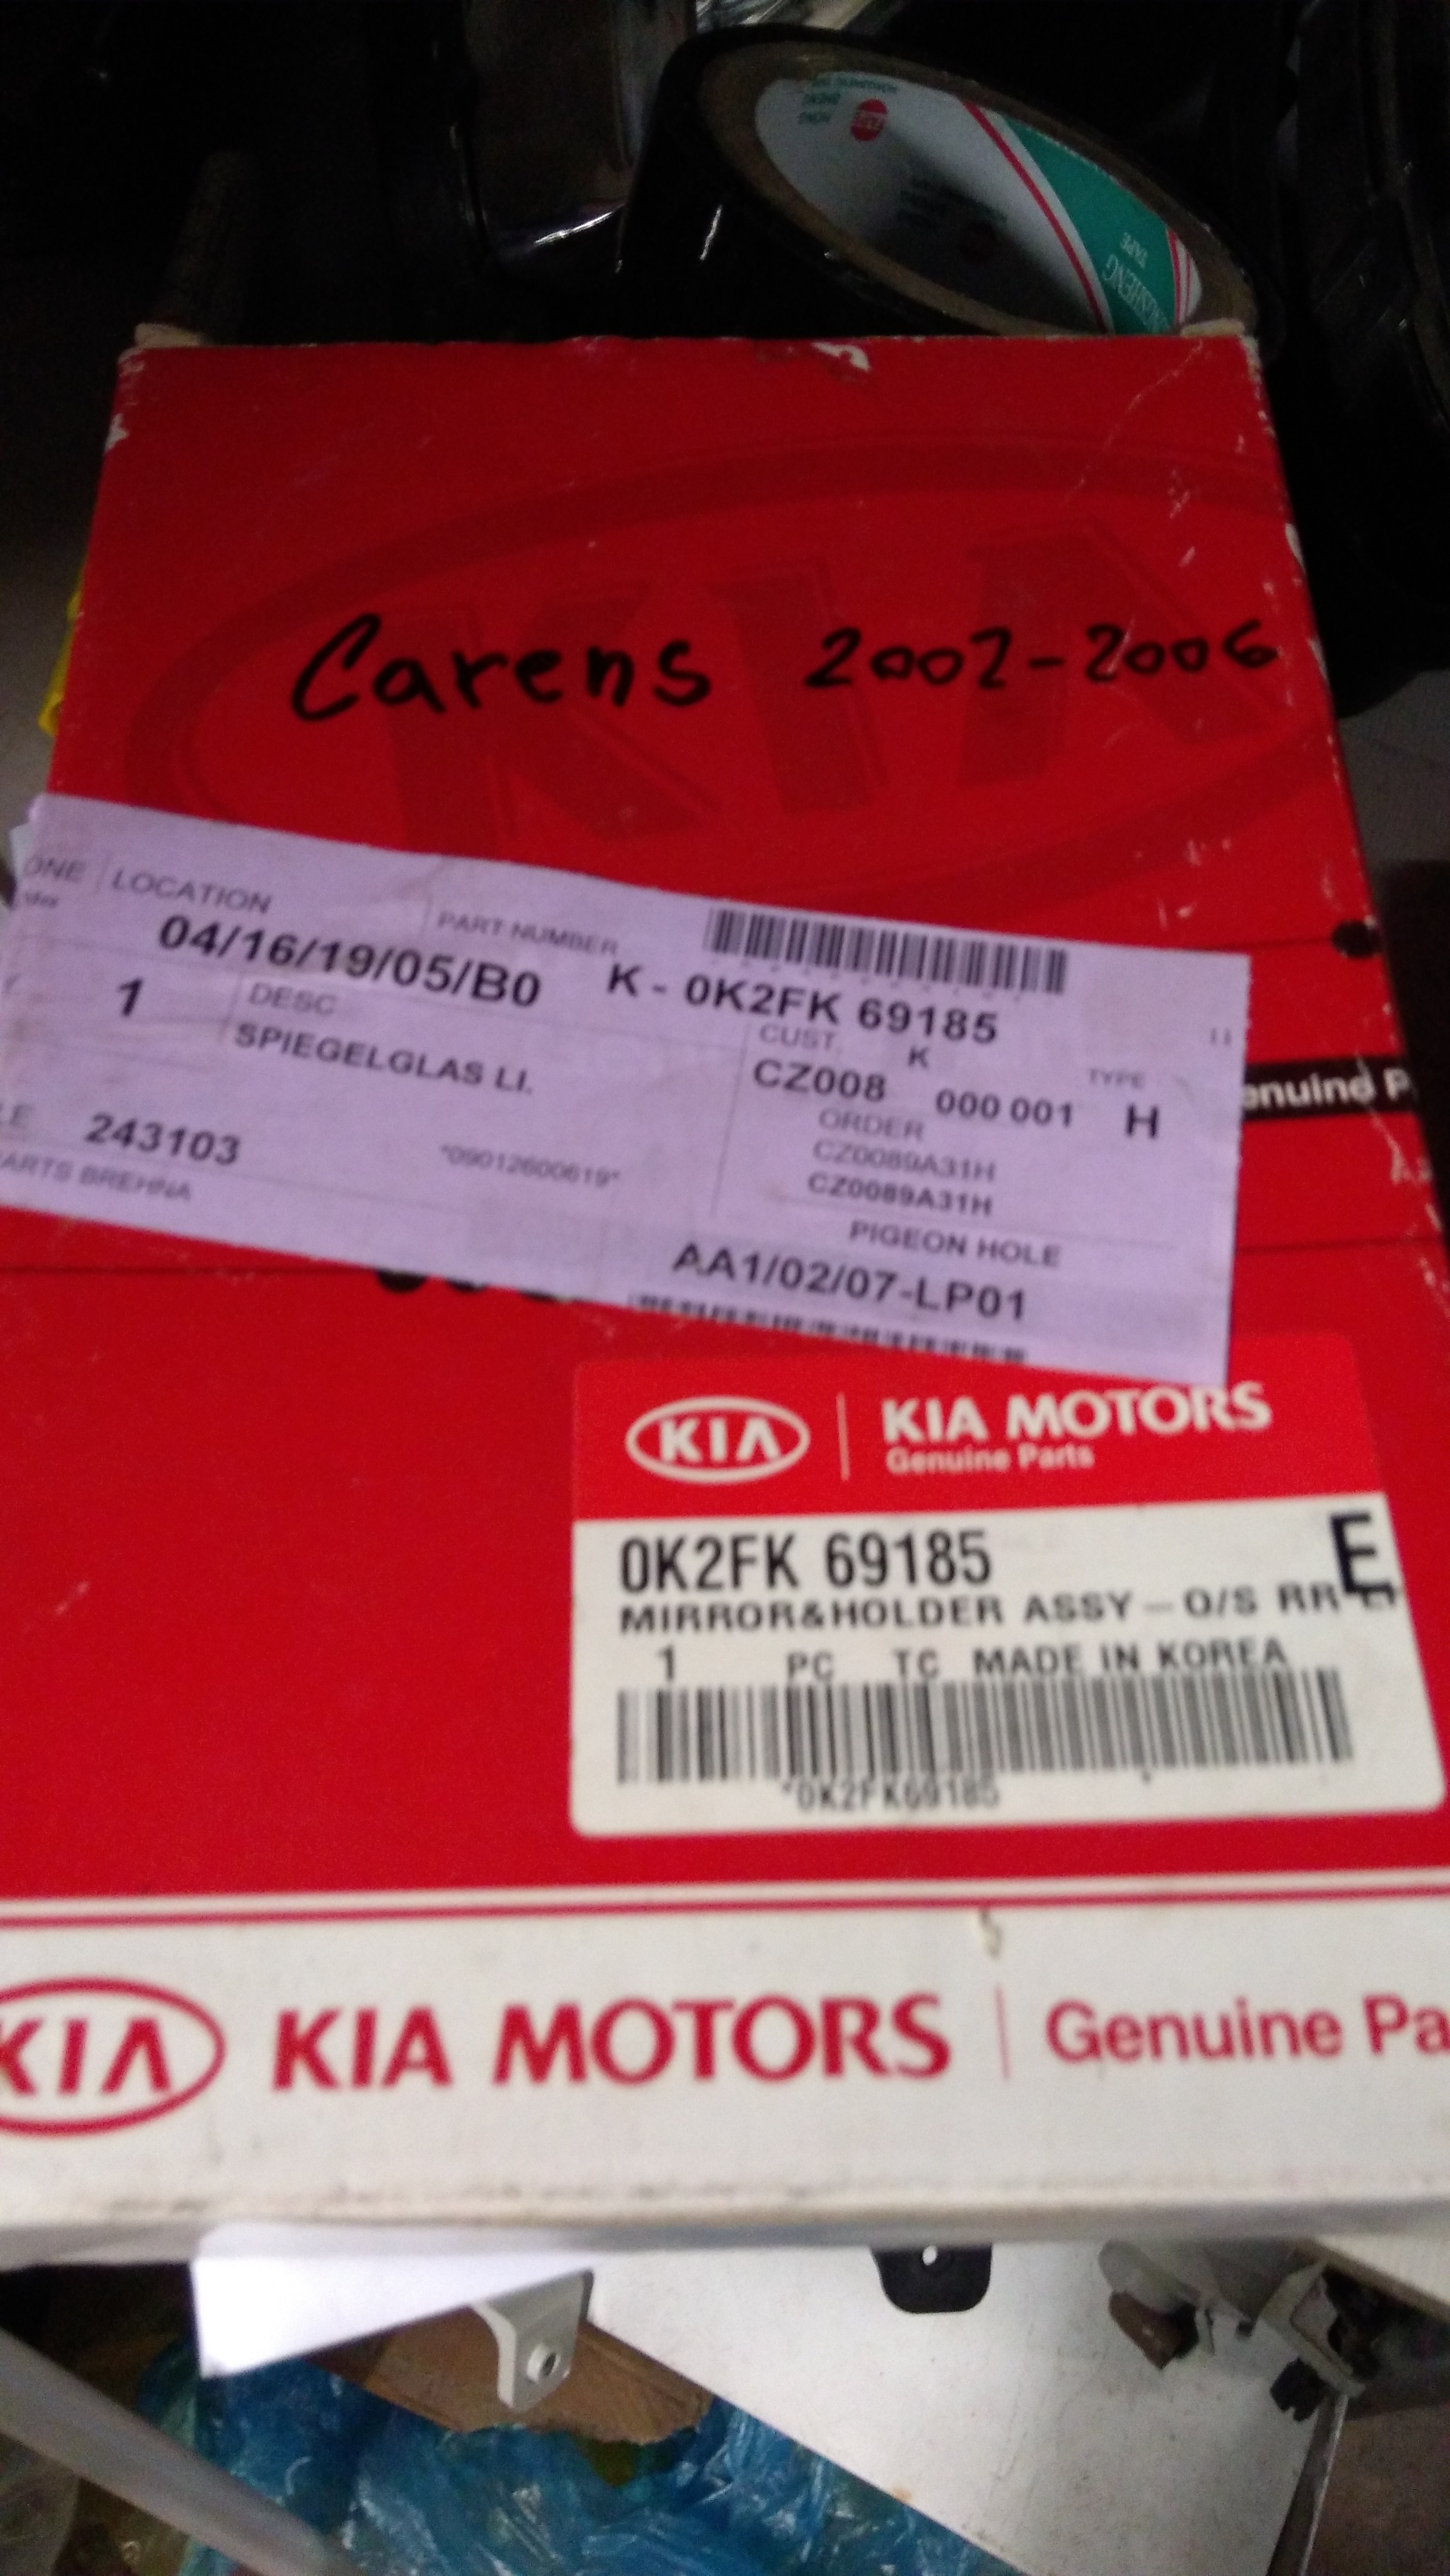 TAPE
KIA
Carens 2002-2006
LOCATION
PART NUMBER
04/16/19/05/B0
K - 0K2FK 69185
1
DESC
SPIEGELGLAS LI.
CUST.
K
TYPE
CZ008
000 001
H
ORDER
CZ0089A31H
CZ0089A31H
243103
*09012600619*
BREHNA
PIGEON HOLE
AA1/02/07-LP01
KIA
KIA MOTORS
Genuine Parts
0K2FK 69185
E
MIRROR&HOLDER ASSY - O/S RR
1 PC TC MADE IN KOREA
*0K2FK69185
KIA
KIA MOTORS
Genuine Pa